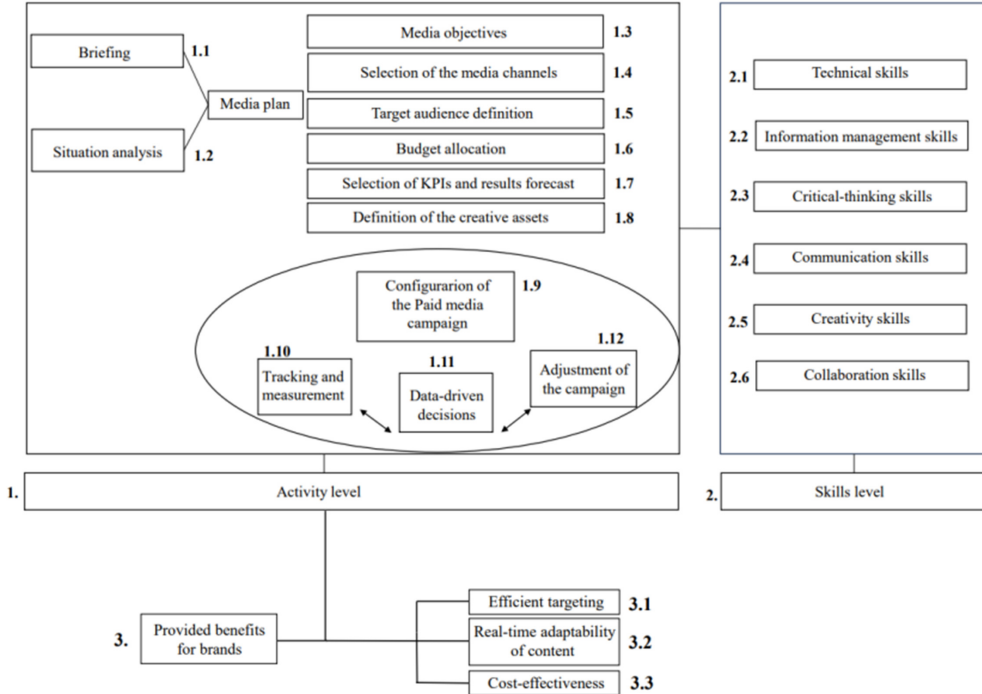 Briefing
1.1
Situation analysis
1.2
Media plan
Media objectives
1.3
Selection of the media channels
1.4
Target audience definition
1.5
Budget allocation
1.6
Selection of KPIs and results forecast
1.7
Definition of the creative assets
1.8
Configurarion of
the Paid media
campaign
1.9
1.10
Tracking and
measurement
1.11
Data-driven
decisions
1.12
Adjustment of
the campaign
1.
Activity level
2.1
Technical skills
2.2
Information management skills
2.3
Critical-thinking skills
2.4
Communication skills
2.5
Creativity skills
2.6
Collaboration skills
2.
Skills level
3.
Provided benefits
for brands
Efficient targeting
3.1
Real-time adaptability
of content
3.2
Cost-effectiveness
3.3